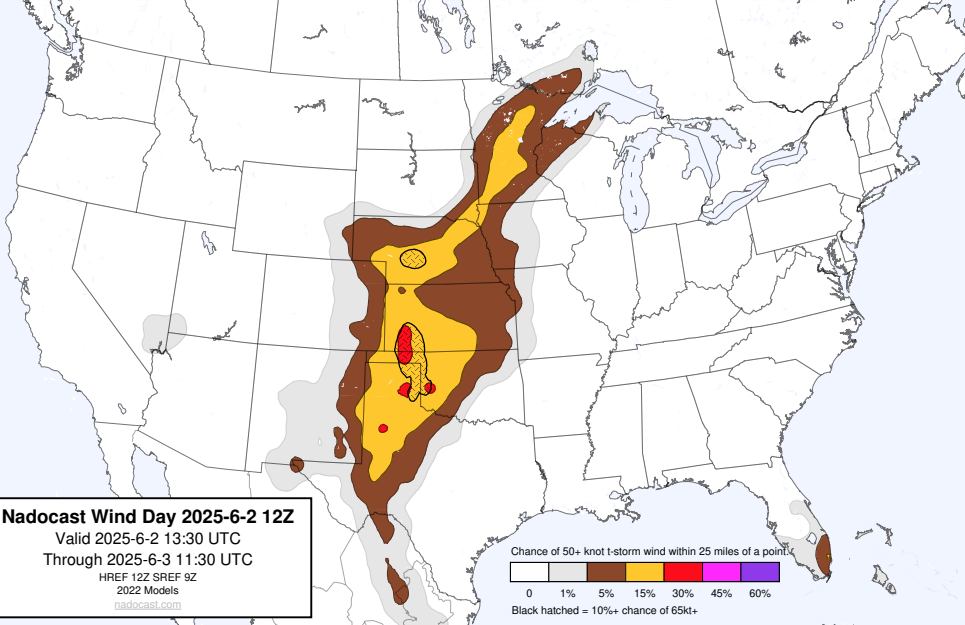 Nadocast Wind Day 2025-6-2 12Z
Valid 2025-6-2 13:30 UTC
Through 2025-6-3 11:30 UTC
HREF 12Z SREF 9Z
2022 Models
nadocast.com
Chance of 50+ knot t-storm wind within 25 miles of a point.
0 1% 5% 15% 30% 45% 60%
Black hatched = 10%+ chance of 65kt+